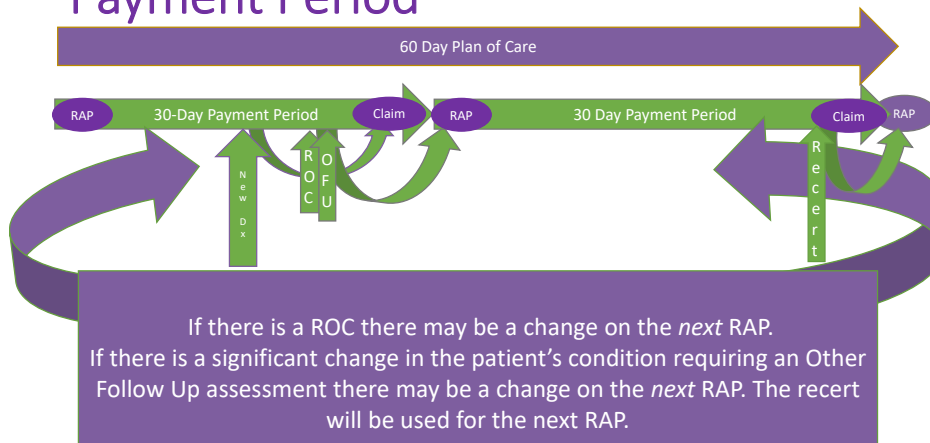 Payment Period
60 Day Plan of Care
RAP
30-Day Payment Period
Claim
RAP
30 Day Payment Period
Claim
RAP
New Dx
ROC
OFU
Recert
If there is a ROC there may be a change on the next RAP.
If there is a significant change in the patient's condition requiring an Other
Follow Up assessment there may be a change on the next RAP. The recert
will be used for the next RAP.